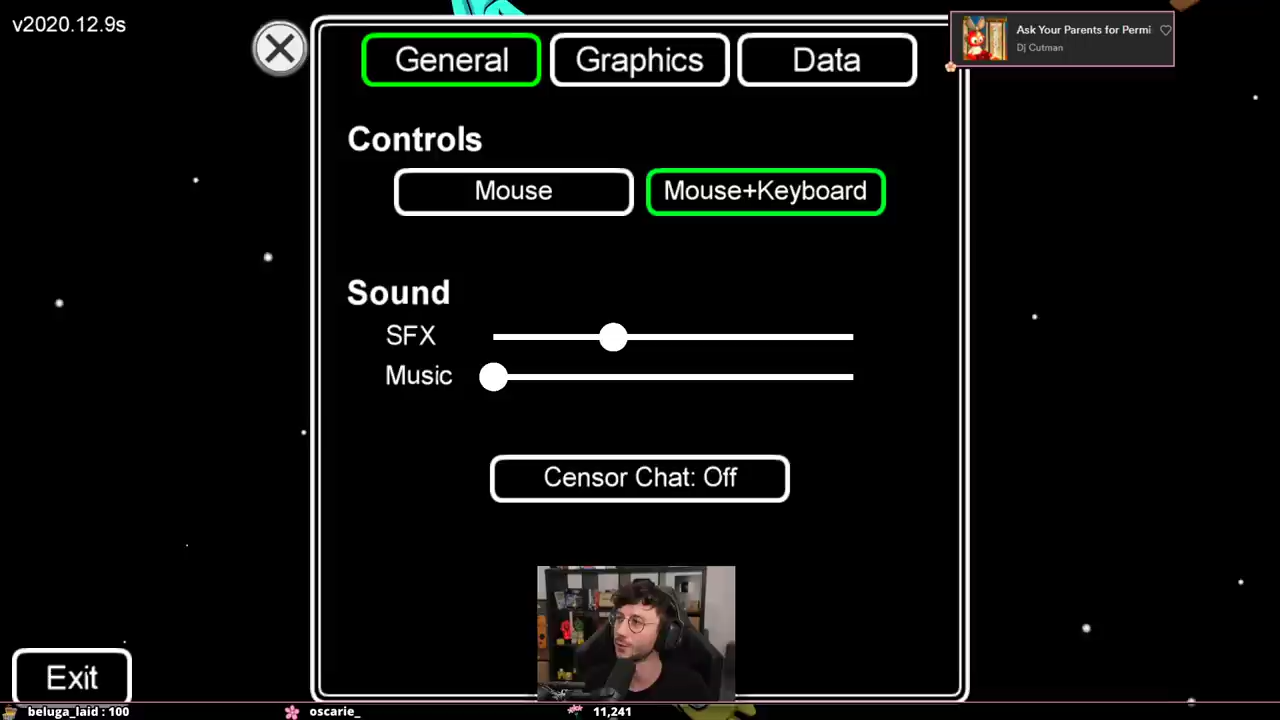 v2020.12.9s
General
Graphics
Data
Ask Your Parents for Permi
Dj Cutman
Controls
Mouse
Mouse+Keyboard
Sound
SFX
Music
Censor Chat: Off
Exit
beluga_laid : 100
oscarie_
11,241